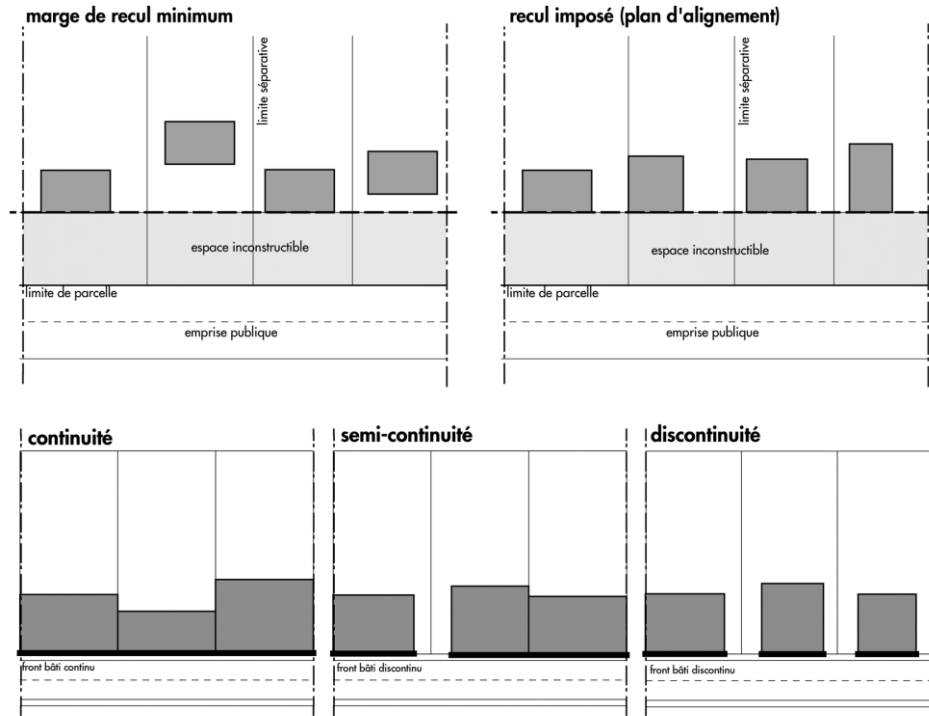 marge de recul minimum
limite séparative
espace inconstructible
limite de parcelle
emprise publique
recul imposé (plan d'alignement)
limite séparative
espace inconstructible
limite de parcelle
emprise publique
continuité
front bâti continu
semi-continuité
front bâti discontinu
discontinuité
front bâti discontinu